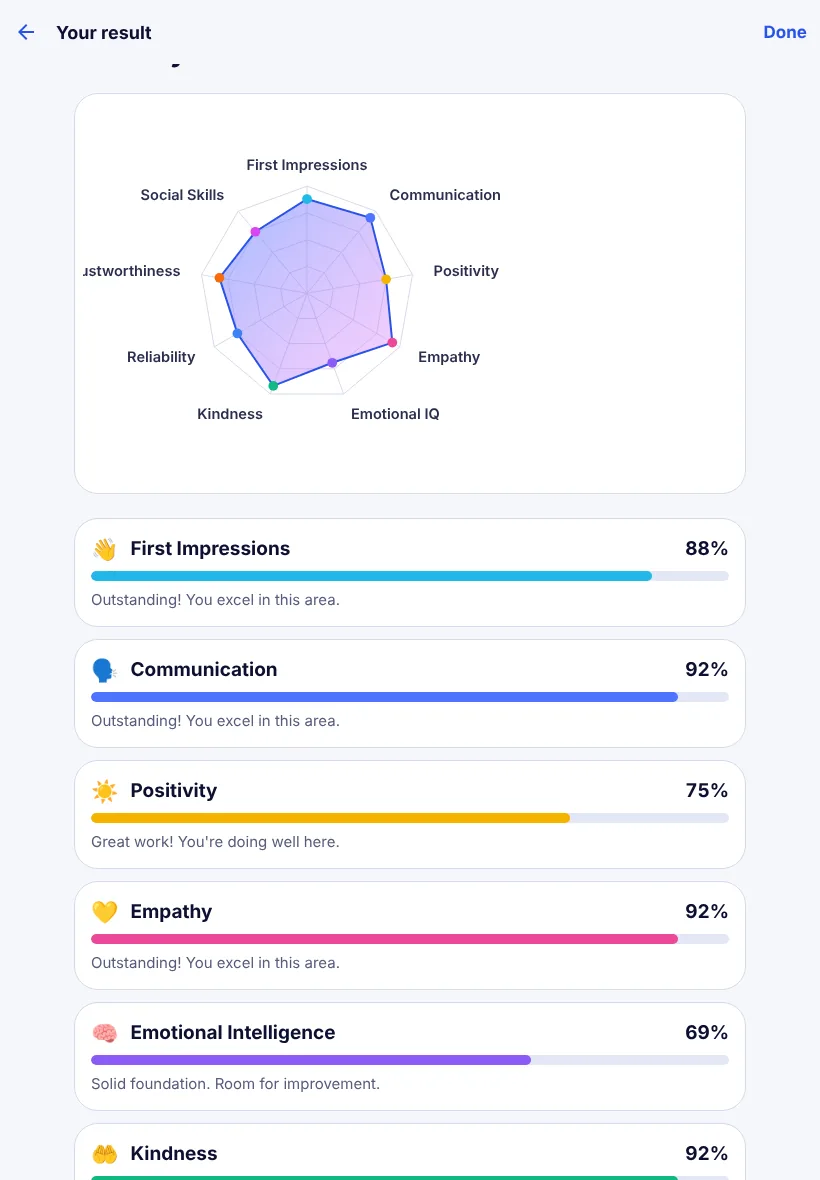 Your result
Done
First Impressions
Social Skills
Communication
ustworthiness
Positivity
Reliability
Empathy
Kindness
Emotional IQ
First Impressions
88%
Outstanding! You excel in this area.
Communication
92%
Outstanding! You excel in this area.
Positivity
75%
Great work! You're doing well here.
Empathy
92%
Outstanding! You excel in this area.
Emotional Intelligence
69%
Solid foundation. Room for improvement.
Kindness
92%